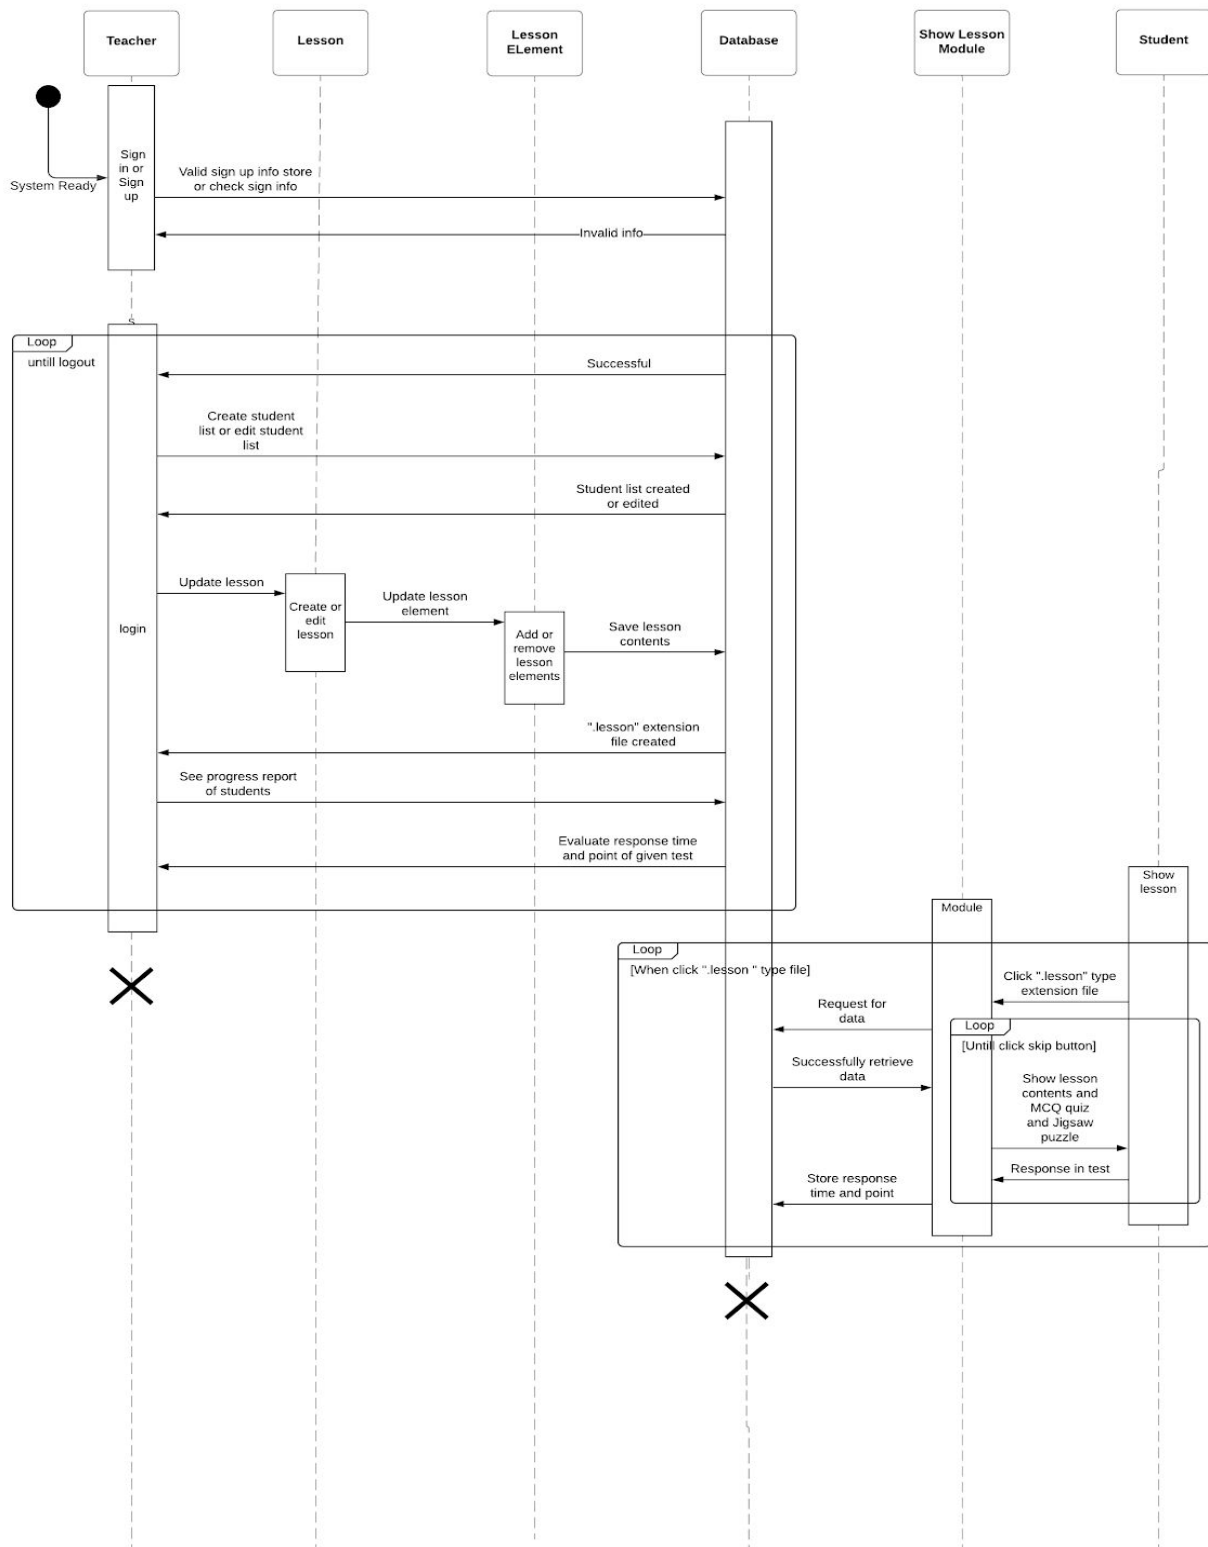 Teacher
Lesson
Lesson
ELement
Database
Show Lesson
Module
Student
System Ready
Sign
in or
Sign
up
Valid sign up info store
or check sign info
Invalid info
s
Loop
untill logout
Successful
Create student
list or edit student
list
Student list created
or edited
login
Update lesson
Create or
edit
lesson
Update lesson
element
Add or
remove
lesson
elements
Save lesson
contents
".lesson" extension
file created
See progress report
of students
Evaluate response time
and point of given test
Show
lesson
Module
Loop
[When click ".lesson " type file]
Click ".lesson" type
extension file
Request for
data
Loop
[Untill click skip button]
Successfully retrieve
data
Show lesson
contents and
MCQ quiz
and Jigsaw
puzzle
Response in test
Store response
time and point